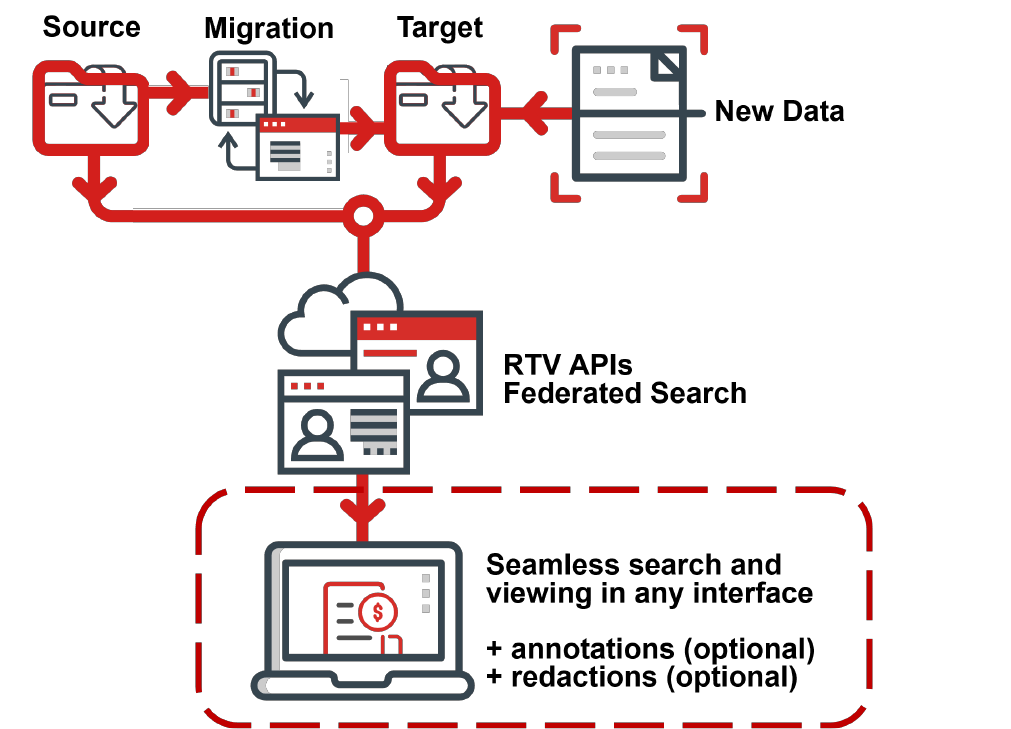 Source
Migration
Target
New Data
RTV APIs
Federated Search
$
Seamless search and
viewing in any interface
+ annotations (optional)
+ redactions (optional)